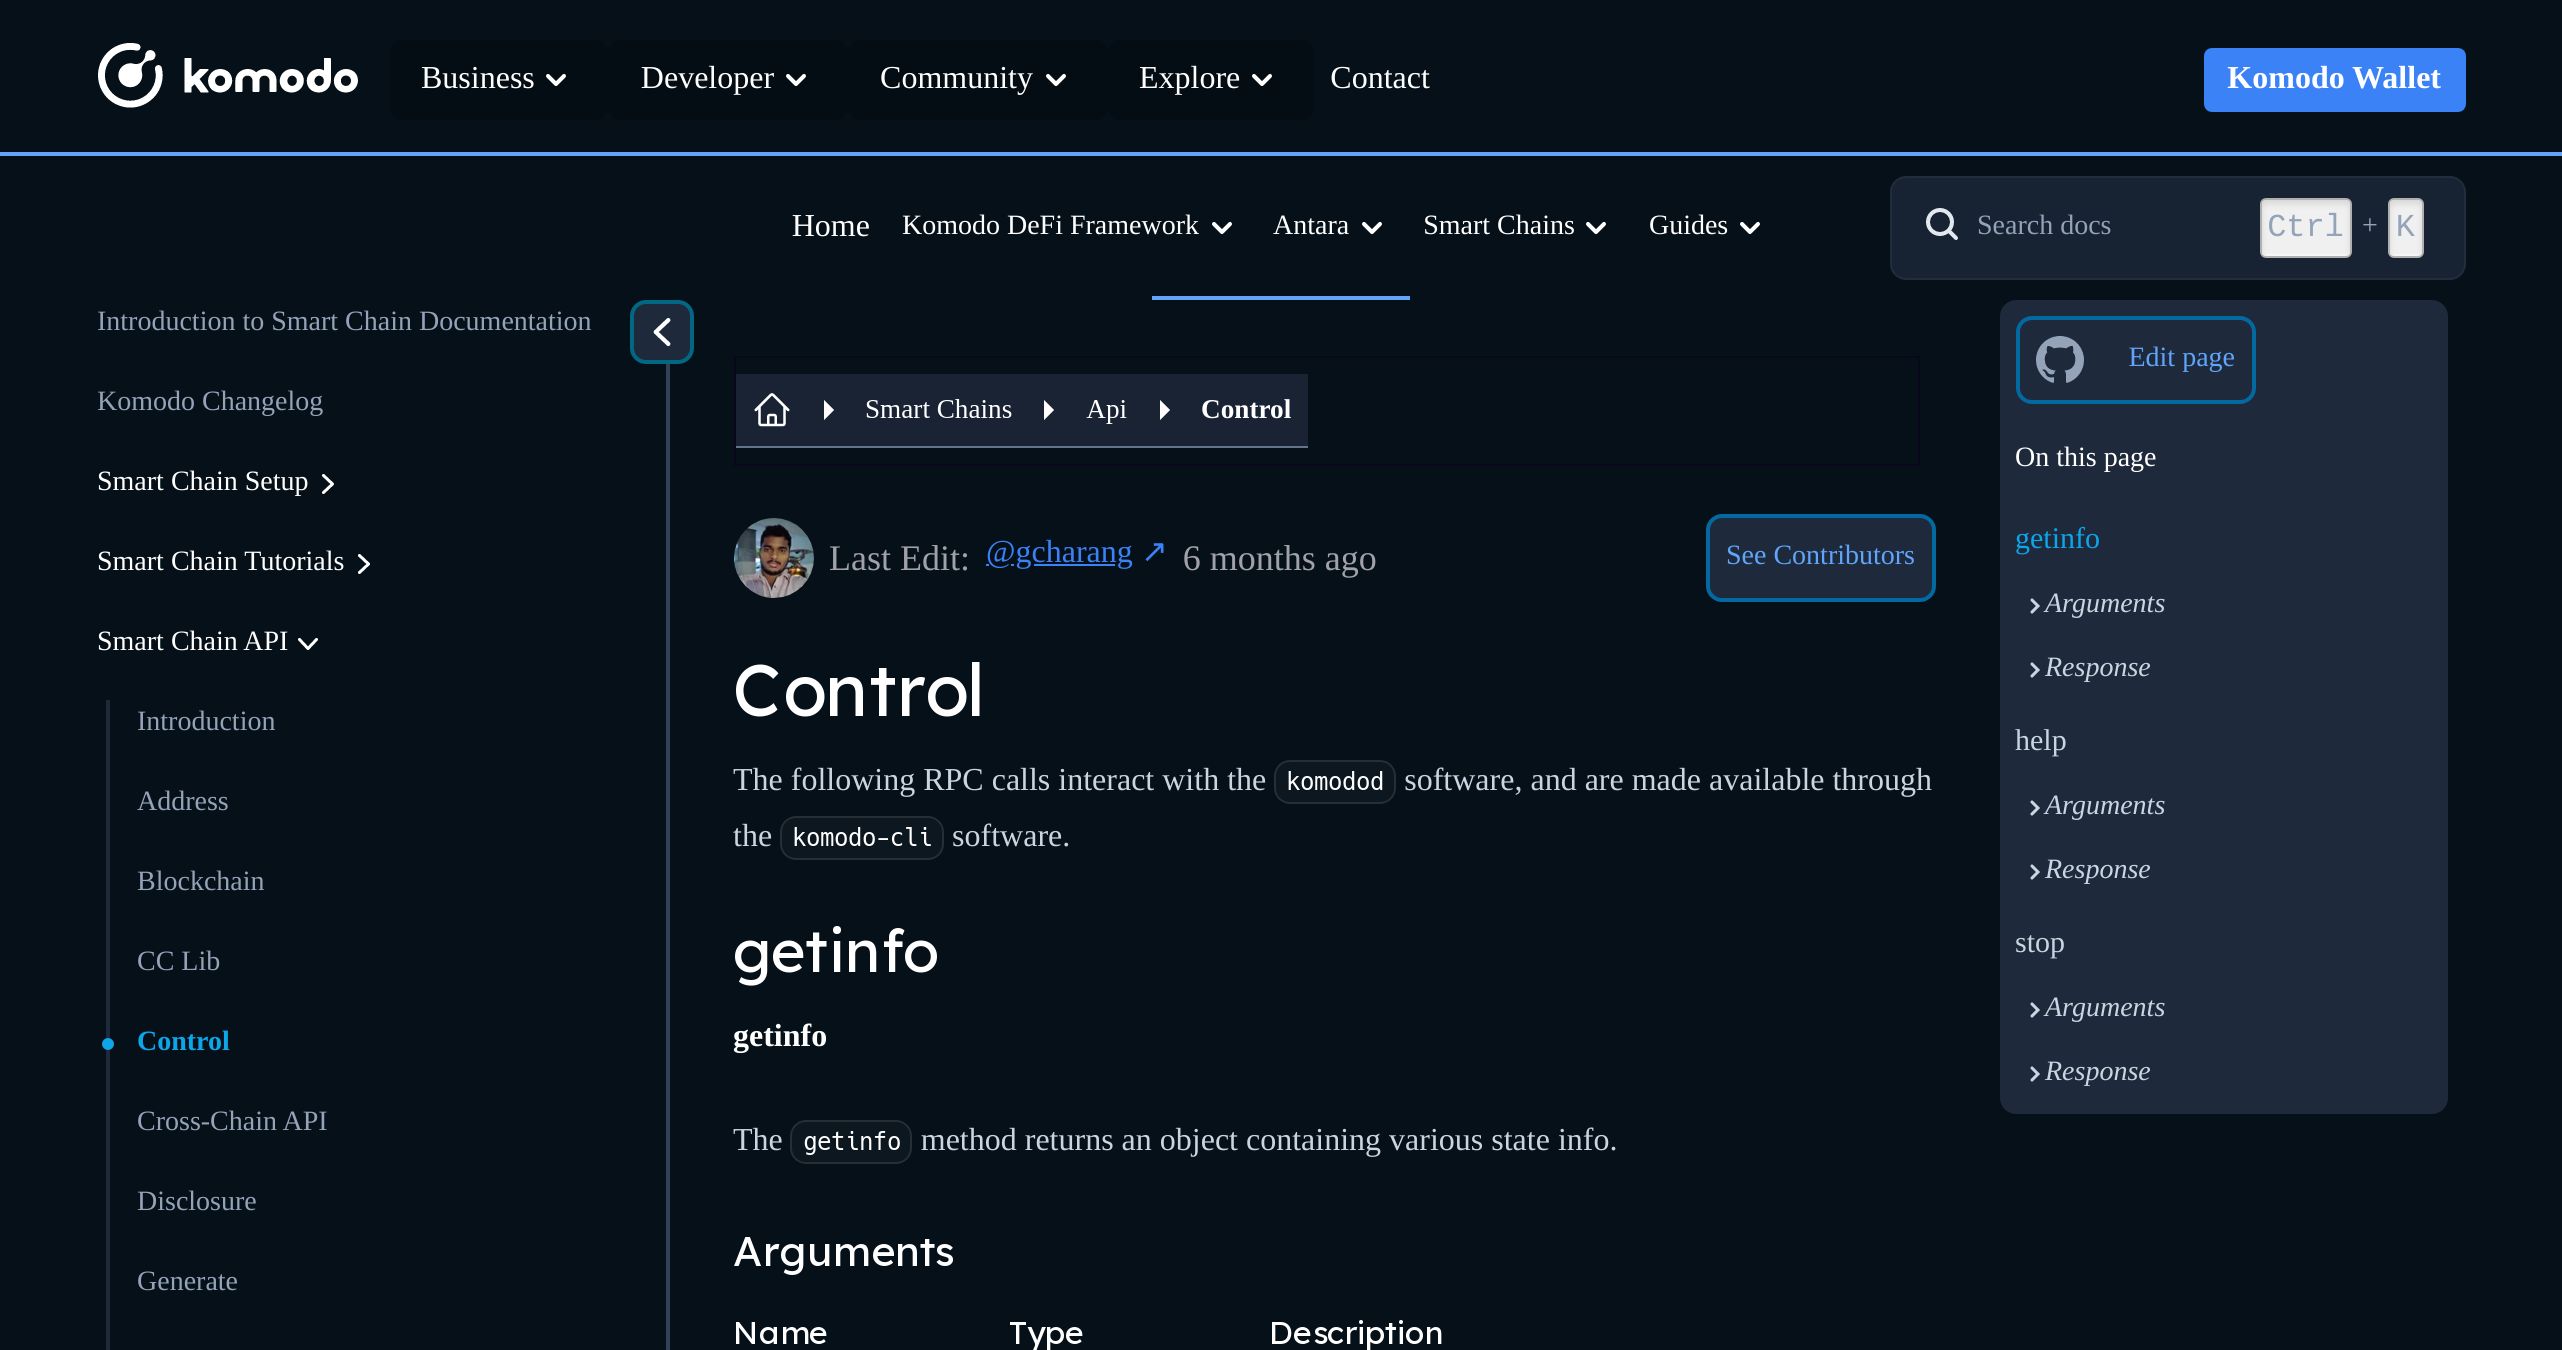 komodo
Business
Developer
Community
Explore
Contact
Komodo Wallet
Home
Komodo DeFi Framework
Antara
Smart Chains
Guides
Search docs
Ctrl + K
Introduction to Smart Chain Documentation
Komodo Changelog
Smart Chain Setup
Smart Chain Tutorials
Smart Chain API
Introduction
Address
Blockchain
CC Lib
Control
Cross-Chain API
Disclosure
Generate
Smart Chains
Api
Control
Last Edit: @gcharang ↗ 6 months ago
See Contributors
Control
The following RPC calls interact with the komodod software, and are made available through
the komodo-cli software.
getinfo
getinfo
The getinfo method returns an object containing various state info.
Arguments
Name Type Description
Edit page
On this page
getinfo
Arguments
Response
help
Arguments
Response
stop
Arguments
Response